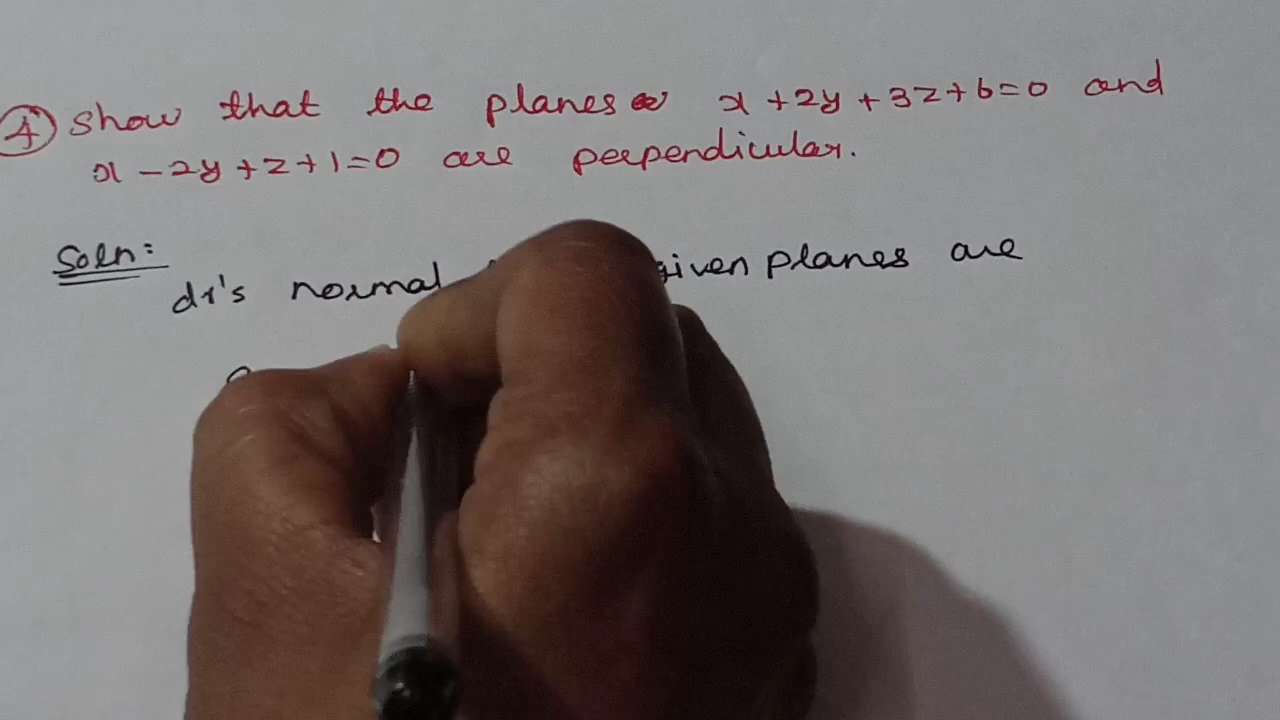 ④ Show that the planes x + 2y + 3z + 6 = 0 and
x - 2y + z + 1 = 0 are perpendicular.
Soln:
dr's normal given planes are